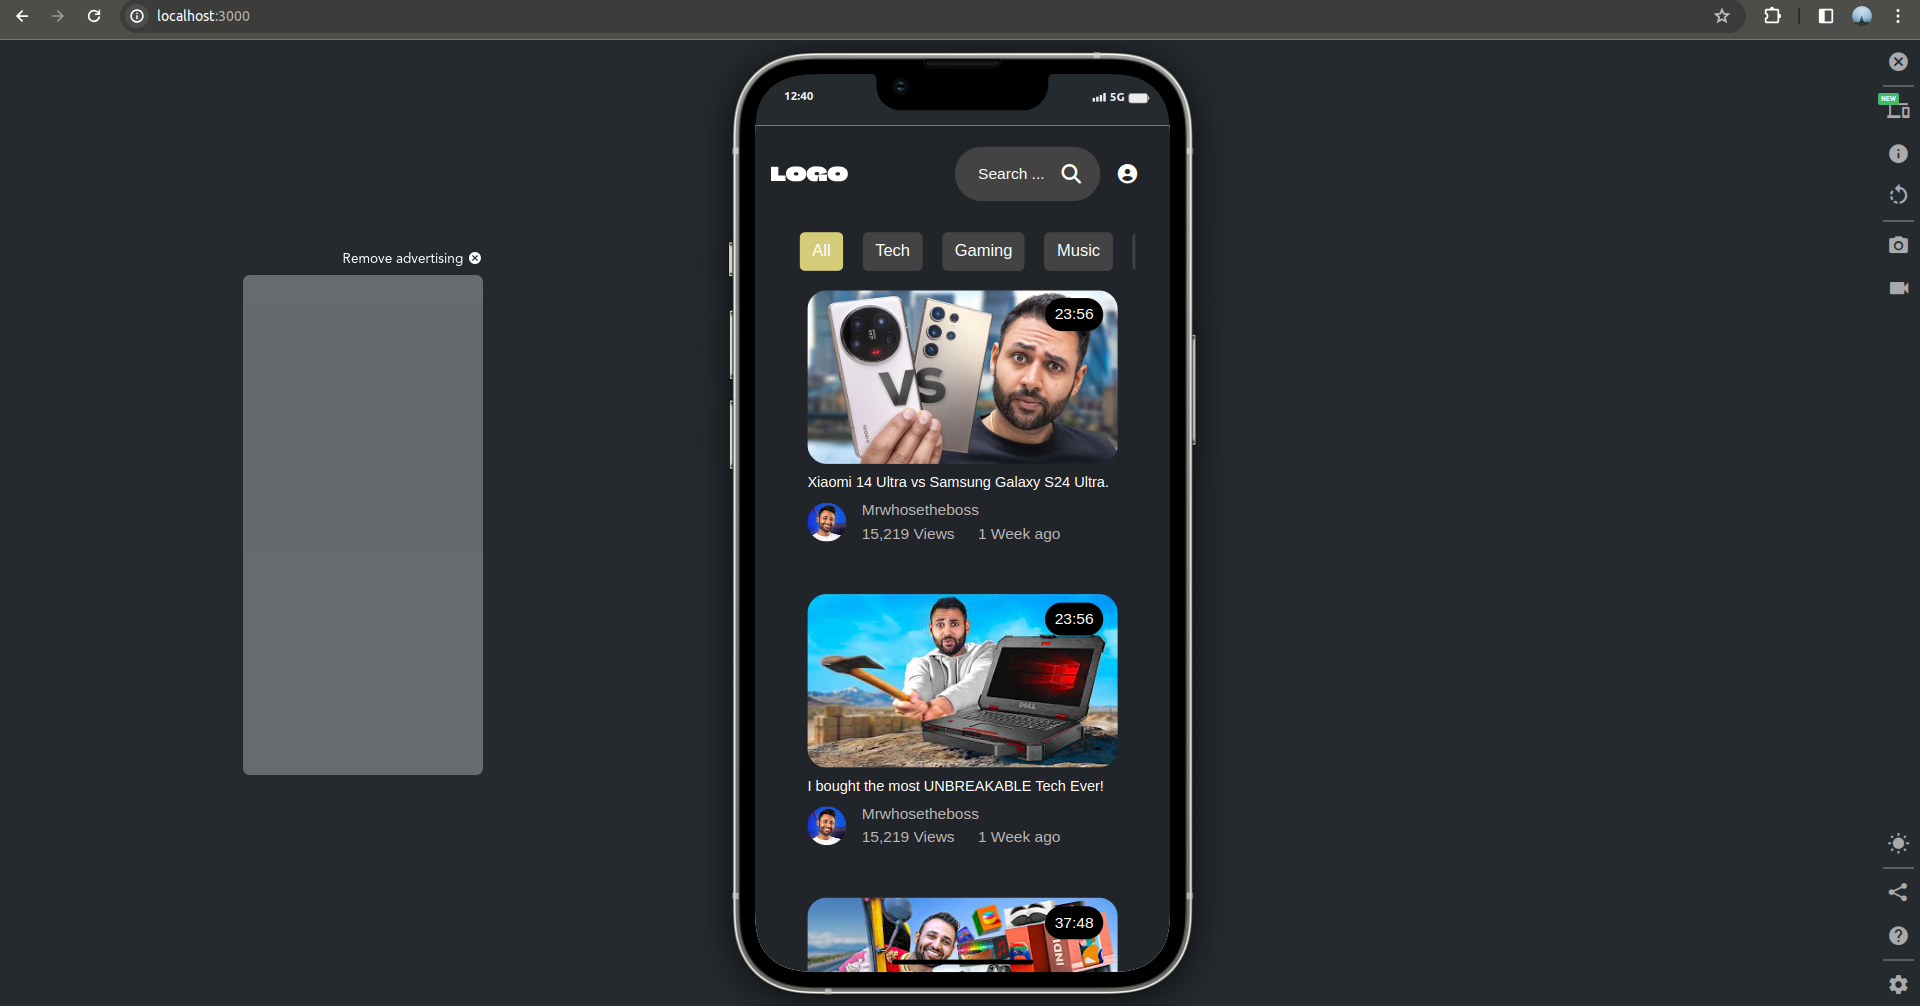 localhost:3000
NEW
12:40
5G
LOGO
Search ...
All
Tech
Gaming
Music
Remove advertising
23:56
VS
Xiaomi 14 Ultra vs Samsung Galaxy S24 Ultra.
Mrwhosetheboss
15,219 Views 1 Week ago
23:56
DELL
I bought the most UNBREAKABLE Tech Ever!
Mrwhosetheboss
15,219 Views 1 Week ago
37:48